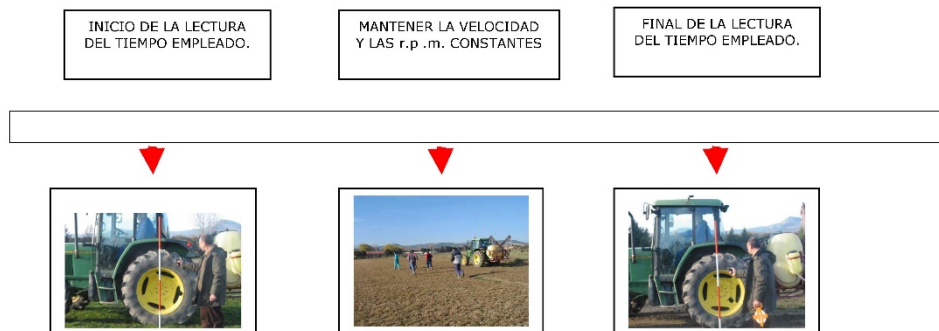 INICIO DE LA LECTURA
DEL TIEMPO EMPLEADO.
MANTENER LA VELOCIDAD
Y LAS r.p .m. CONSTANTES
FINAL DE LA LECTURA
DEL TIEMPO EMPLEADO.